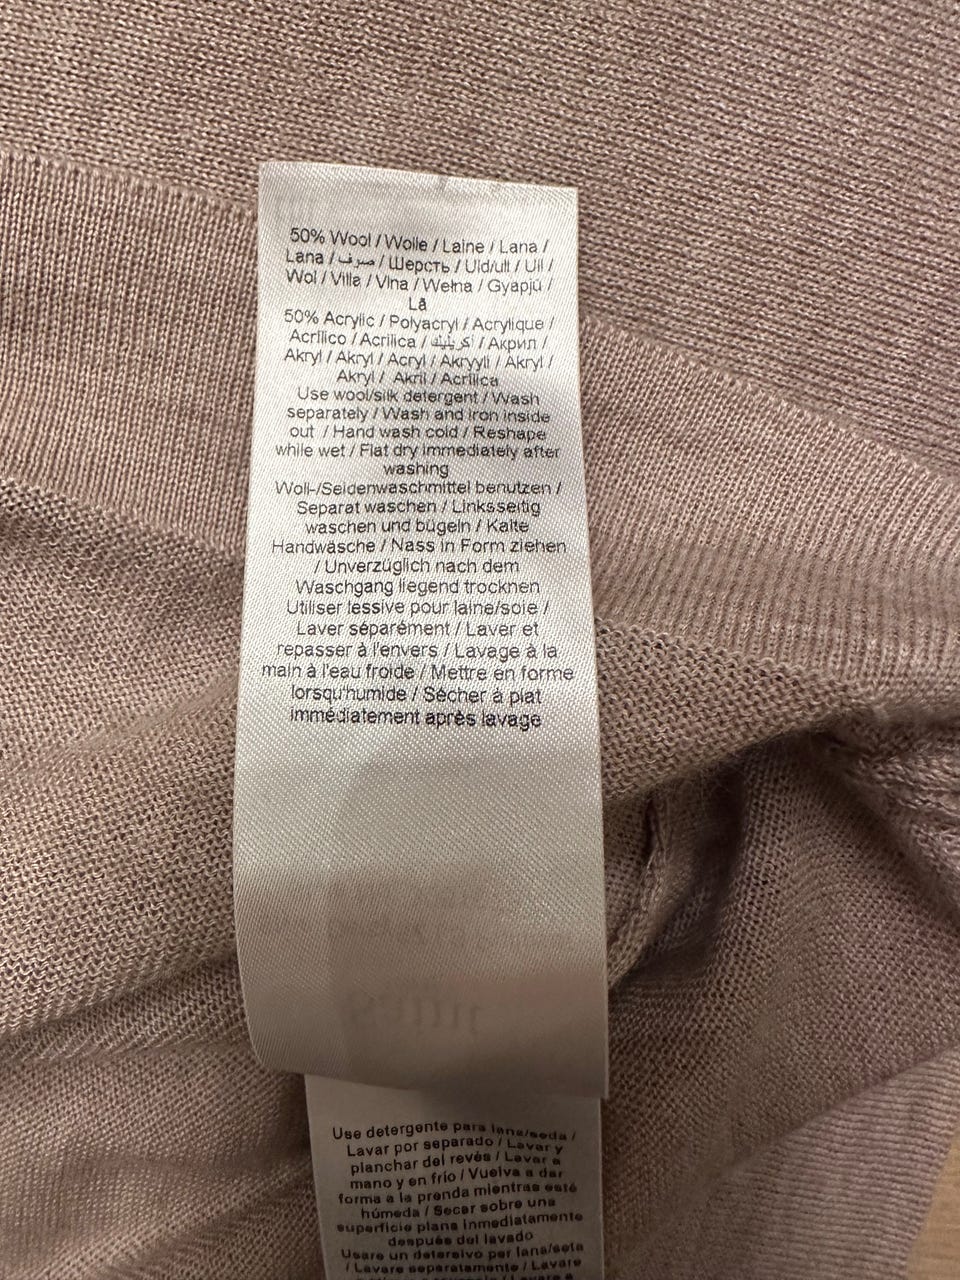 50% Wool / Wolle / Laine / Lana /
Lana / صوف / Шерсть / Uld/ull / Ull /
Wol / Villa / Vlna / Wełna / Gyapjú /
Lã
50% Acrylic / Polyacryl / Acrylique /
Acrílico / Acrilica / أكريليك / Акрил /
Akryl / Akryl / Acryl / Akryyli / Akryl /
Akryl / Akril / Acrílica
Use wool/silk detergent / Wash
separately / Wash and iron inside
out / Hand wash cold / Reshape
while wet / Flat dry immediately after
washing
Woll-/Seidenwaschmittel benutzen /
Separat waschen / Linksseitig
waschen und bügeln / Kalte
Handwäsche / Nass in Form ziehen
/ Unverzüglich nach dem
Waschgang liegend trocknen
Utiliser lessive pour laine/soie /
Laver séparément / Laver et
repasser à l'envers / Lavage à la
main à l'eau froide / Mettre en forme
lorsqu'humide / Sécher à plat
immédiatement après lavage
Use detergente para lana/seda /
Lavar por separado / Lavar y
planchar del revés / Lavar a
mano y en frío / Vuelva a dar
forma a la prenda mientras esté
húmeda / Secar sobre una
superficie plana inmediatamente
después del lavado
Usare un detersivo per lana/seta
/ Lavare separatamente / Lavare